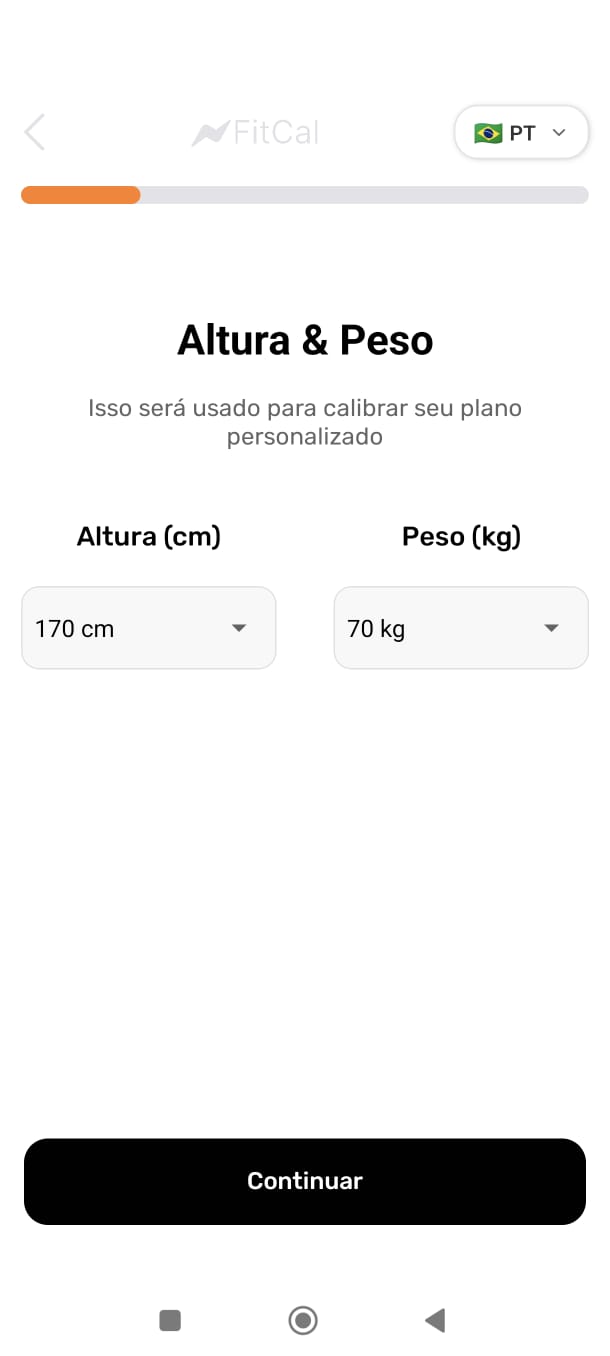 FitCal
PT
Altura & Peso
Isso será usado para calibrar seu plano
personalizado
Altura (cm)
Peso (kg)
170 cm
70 kg
Continuar